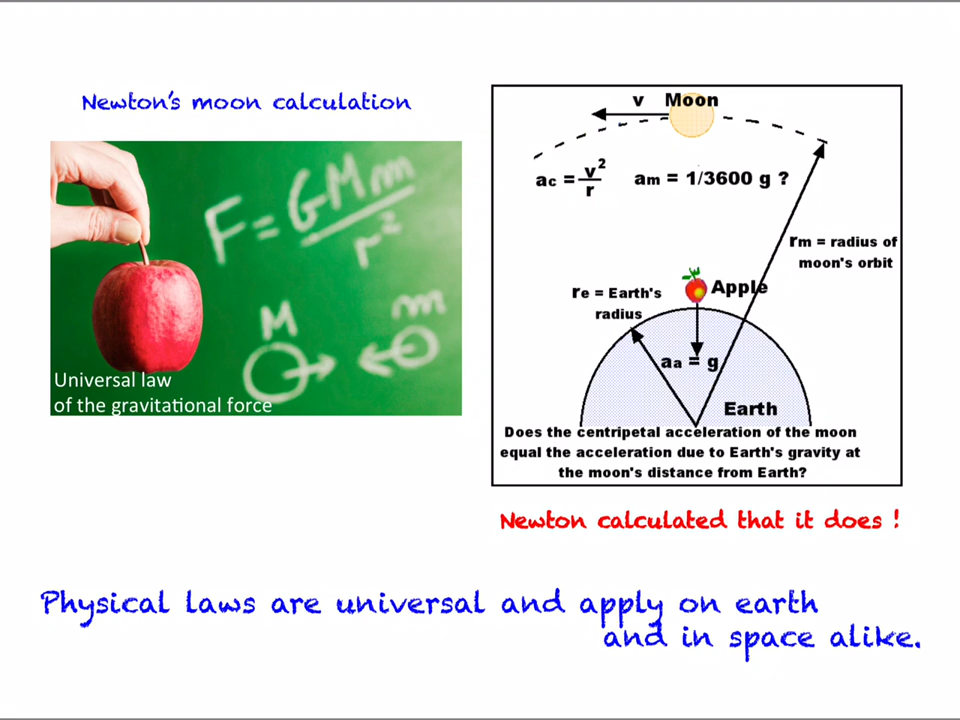 Newton's moon calculation
F = GMm
r²
M
m
Universal law
of the gravitational force
v Moon
ac = v²
r
am = 1/3600 g ?
rm = radius of
moon's orbit
Apple
re = Earth's
radius
aa = g
Earth
Does the centripetal acceleration of the moon
equal the acceleration due to Earth's gravity at
the moon's distance from Earth?
Newton calculated that it does !
Physical laws are universal and apply on earth
and in space alike.